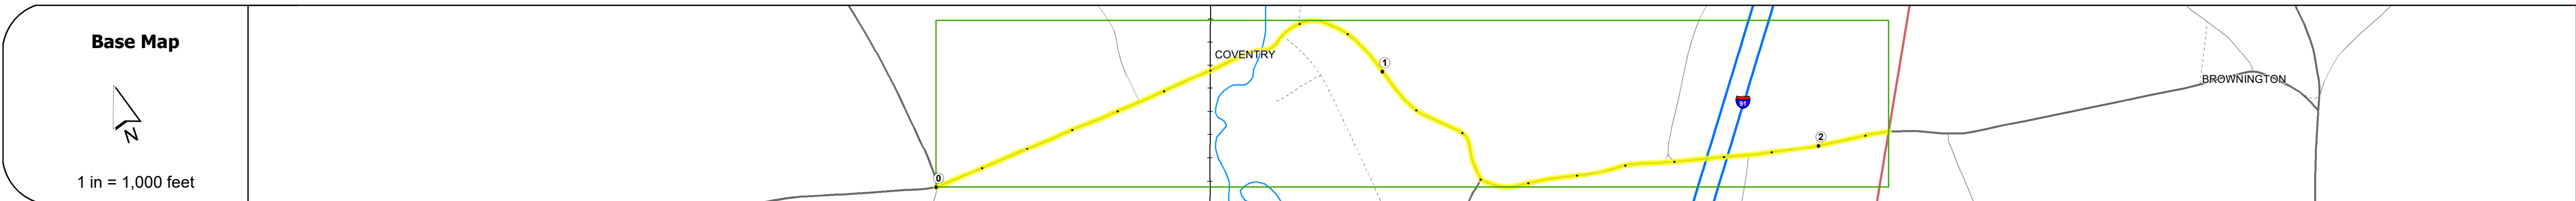 Base Map
N
1 in = 1,000 feet
0
COVENTRY
1
91
2
BROWNINGTON